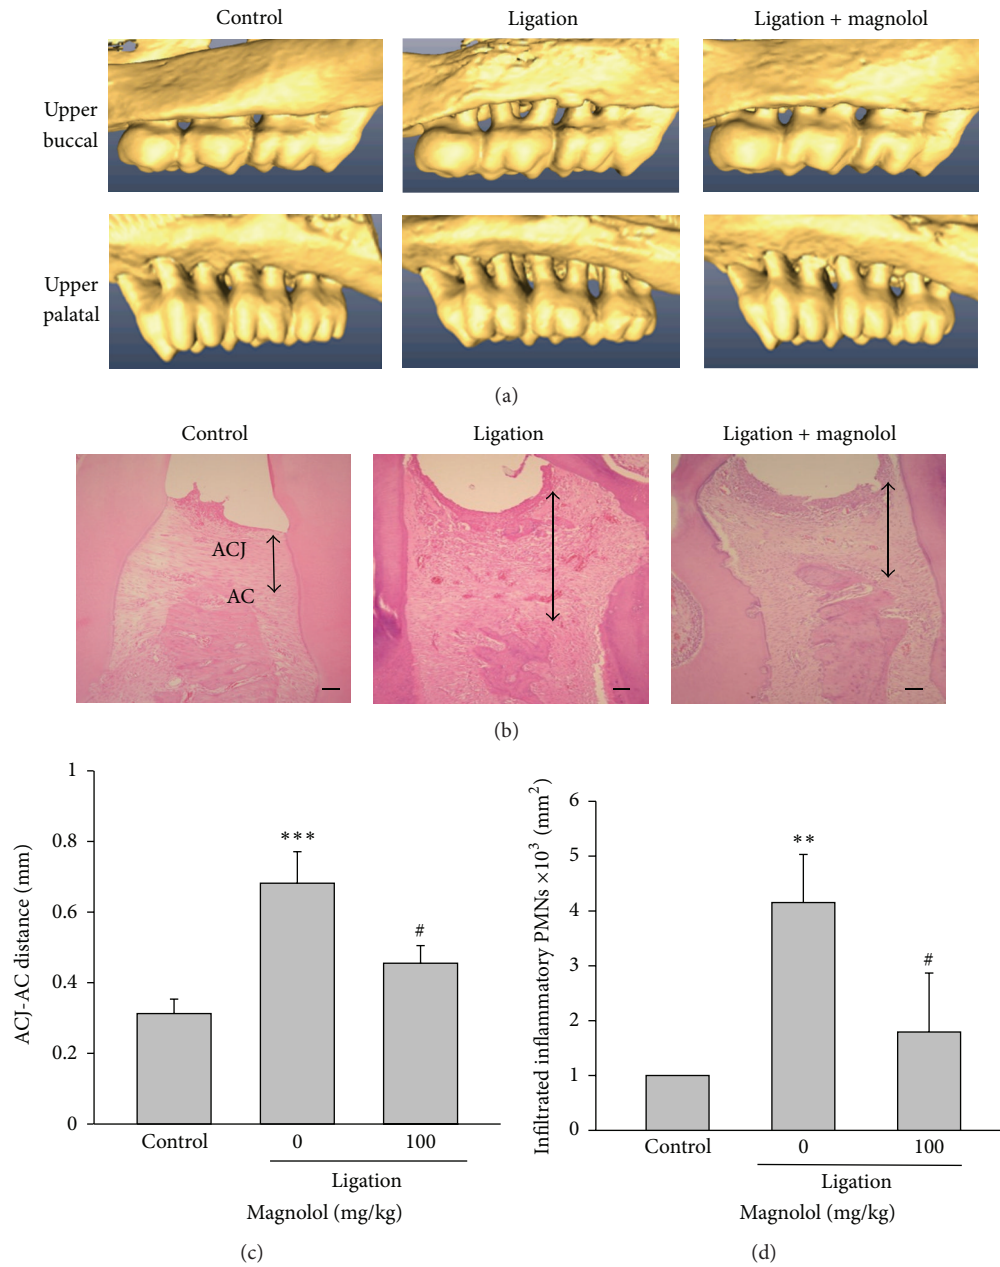 Control
Ligation
Ligation + magnolol
Upper
buccal
Upper
palatal
(a)
Control
Ligation
Ligation + magnolol
ACJ
AC
(b)
ACJ-AC distance (mm)
1
0.8
0.6
0.4
0.2
0
***
#
Control
0
100
Ligation
Magnolol (mg/kg)
(c)
Infiltrated inflammatory PMNs ×10³ (mm²)
6
5
4
3
2
1
0
**
#
Control
0
100
Ligation
Magnolol (mg/kg)
(d)